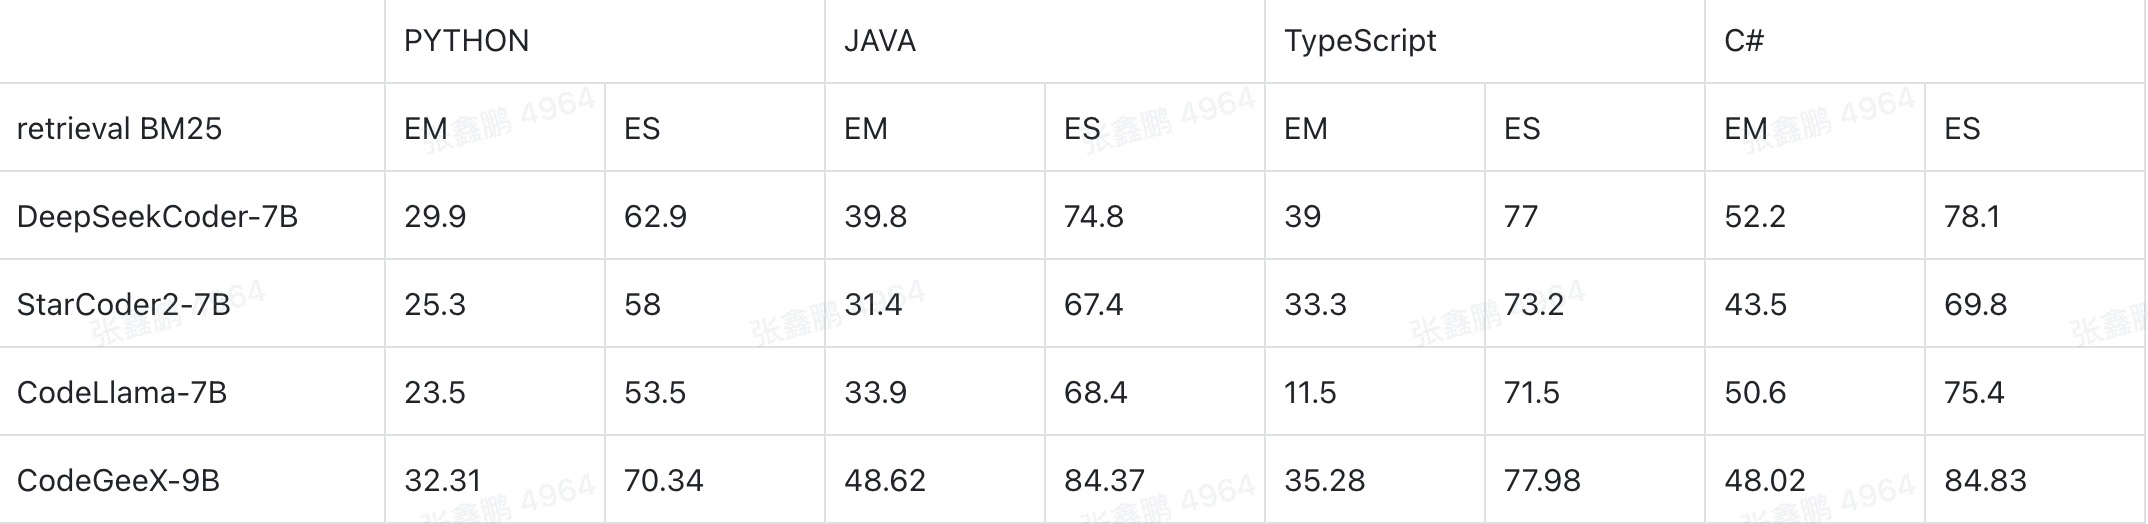 PYTHON JAVA TypeScript C#
retrieval BM25 EM ES EM ES EM ES EM ES
DeepSeekCoder-7B 29.9 62.9 39.8 74.8 39 77 52.2 78.1
StarCoder2-7B 25.3 58 31.4 67.4 33.3 73.2 43.5 69.8
CodeLlama-7B 23.5 53.5 33.9 68.4 11.5 71.5 50.6 75.4
CodeGeeX-9B 32.31 70.34 48.62 84.37 35.28 77.98 48.02 84.83
张鑫鹏 4964